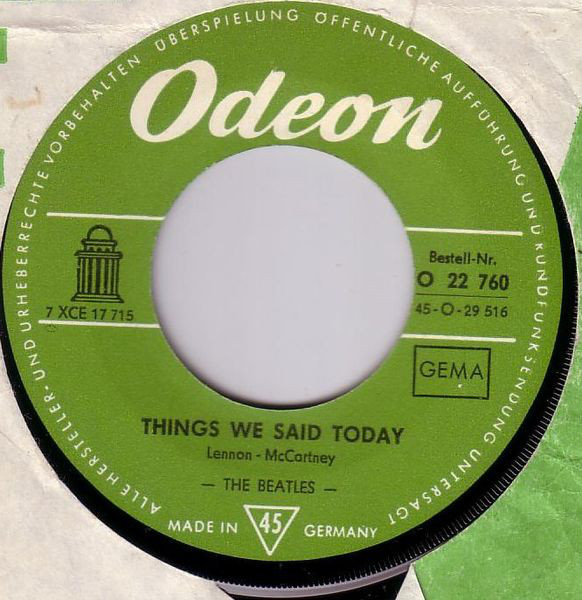 ALLE HERSTELLER- UND URHEBERRECHTE VORBEHALTEN ÜBERSPIELUNG ÖFFENTLICHE AUFFÜHRUNG UND RUNDFUNKSENDUNG UNTERSAGT
Odeon
Bestell-Nr.
O 22 760
7 XCE 17 715
45-O-29 516
GEMA
THINGS WE SAID TODAY
Lennon - McCartney
— THE BEATLES —
MADE IN 45 GERMANY